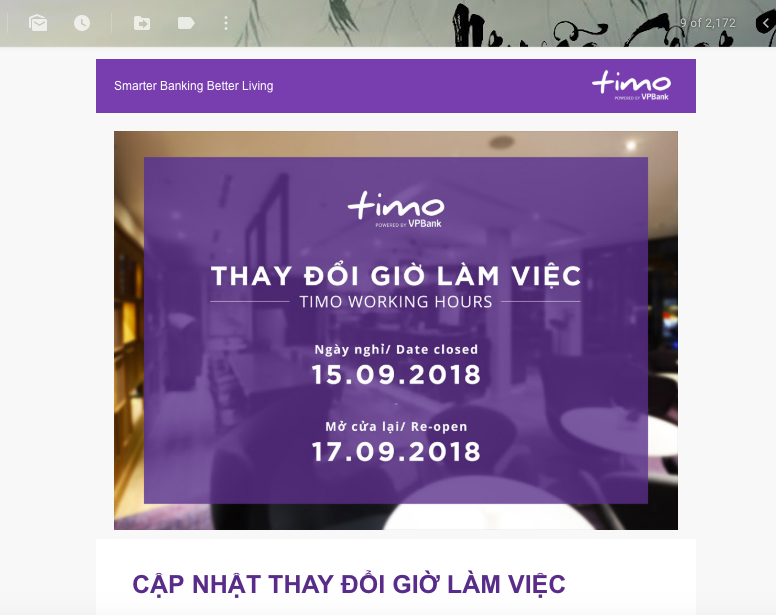 9 of 2,172
Smarter Banking Better Living
timo
POWERED BY VPBank
timo
POWERED BY VPBank
THAY ĐỔI GIỜ LÀM VIỆC
TIMO WORKING HOURS
Ngày nghỉ/ Date closed
15.09.2018
-
Mở cửa lại/ Re-open
17.09.2018
CẬP NHẬT THAY ĐỔI GIỜ LÀM VIỆC